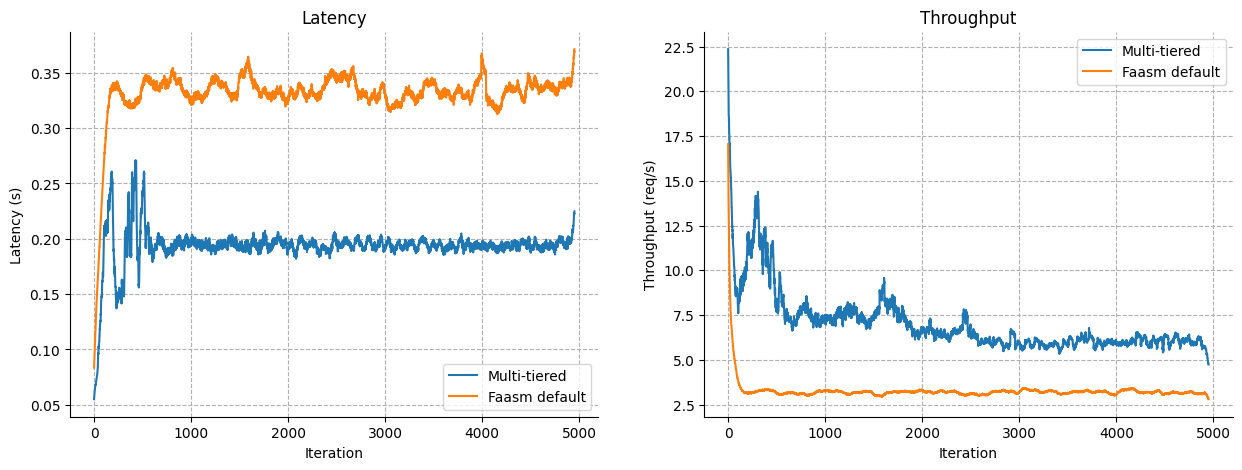 Latency
0.35
0.30
0.25
0.20
0.15
0.10
0.05
Latency (s)
0
1000
2000
3000
4000
5000
Iteration
Multi-tiered
Faasm default
Throughput
22.5
20.0
17.5
15.0
12.5
10.0
7.5
5.0
2.5
Throughput (req/s)
0
1000
2000
3000
4000
5000
Iteration
Multi-tiered
Faasm default